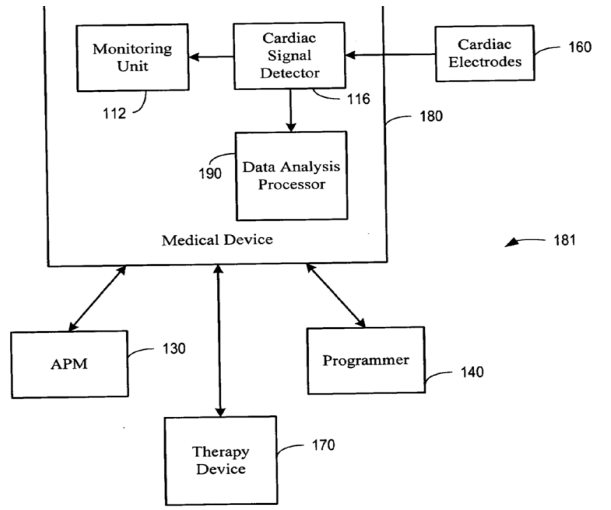 Monitoring
Unit
112
Cardiac
Signal
Detector
116
Cardiac
Electrodes
160
180
190
Data Analysis
Processor
Medical Device
181
APM
130
Programmer
140
Therapy
Device
170